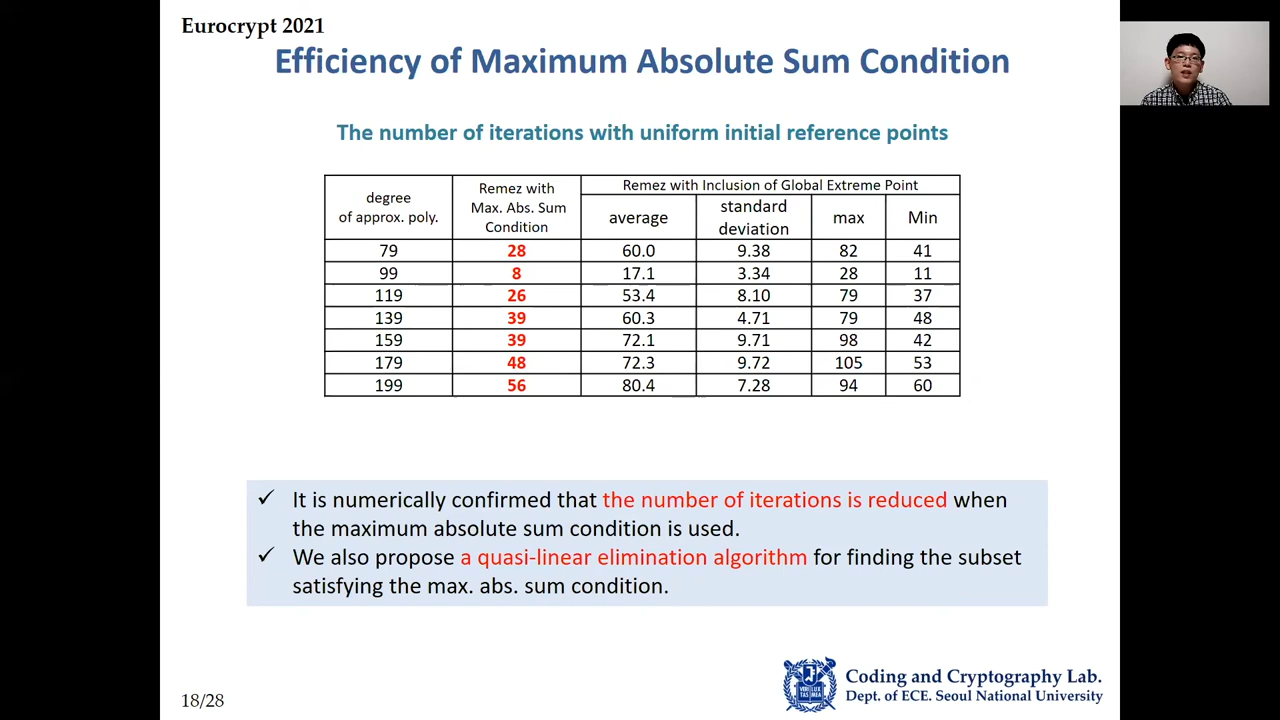 Eurocrypt 2021
Efficiency of Maximum Absolute Sum Condition
The number of iterations with uniform initial reference points
degree of approx. poly. Remez with Max. Abs. Sum Condition Remez with Inclusion of Global Extreme Point
average standard deviation max Min
79 28 60.0 9.38 82 41
99 8 17.1 3.34 28 11
119 26 53.4 8.10 79 37
139 39 60.3 4.71 79 48
159 39 72.1 9.71 98 42
179 48 72.3 9.72 105 53
199 56 80.4 7.28 94 60
✓ It is numerically confirmed that the number of iterations is reduced when
the maximum absolute sum condition is used.
✓ We also propose a quasi-linear elimination algorithm for finding the subset
satisfying the max. abs. sum condition.
18/28
Coding and Cryptography Lab.
Dept. of ECE. Seoul National University